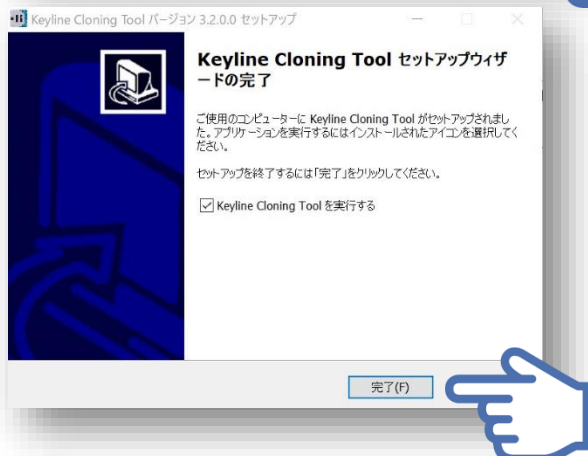 Keyline Cloning Tool バージョン 3.2.0.0 セットアップ
Keyline Cloning Tool セットアップウィザ
ードの完了
ご使用のコンピューターに Keyline Cloning Tool がセットアップされまし
た。アプリケーションを実行するにはインストールされたアイコンを選択してく
ださい。
セットアップを終了するには「完了」をクリックしてください。
Keyline Cloning Tool を実行する
完了(F)